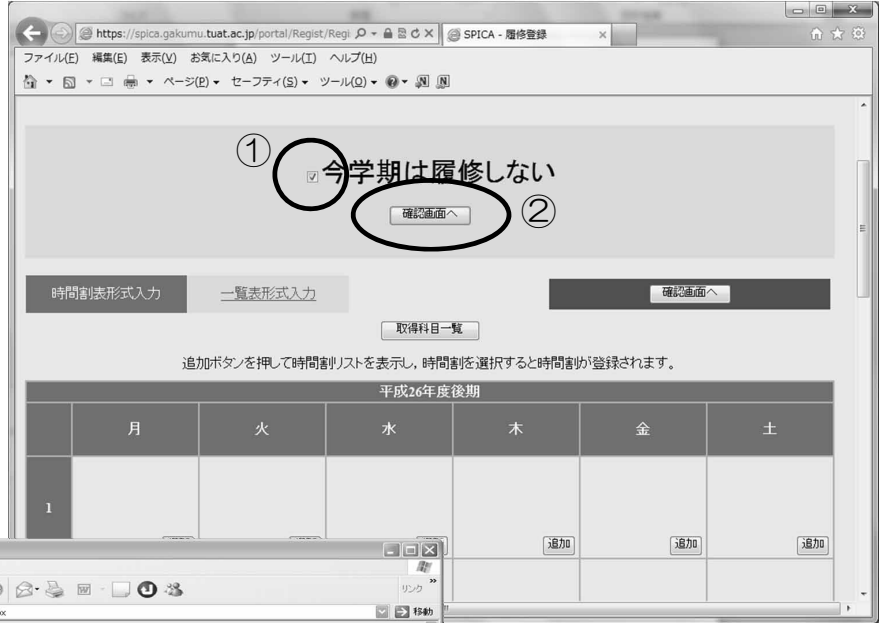 https://spica.gakumu.tuat.ac.jp/portal/Regist/Regi
SPICA - 履修登録
ファイル(F) 編集(E) 表示(V) お気に入り(A) ツール(T) ヘルプ(H)
ページ(P) セーフティ(S) ツール(O)
①
今学期は履修しない
確認画面へ
②
時間割表形式入力
一覧表形式入力
確認画面へ
取得科目一覧
追加ボタンを押して時間割リストを表示し，時間割を選択すると時間割が登録されます。
平成26年度後期
月 火 水 木 金 土
1
追加 追加 追加
リンク
移動